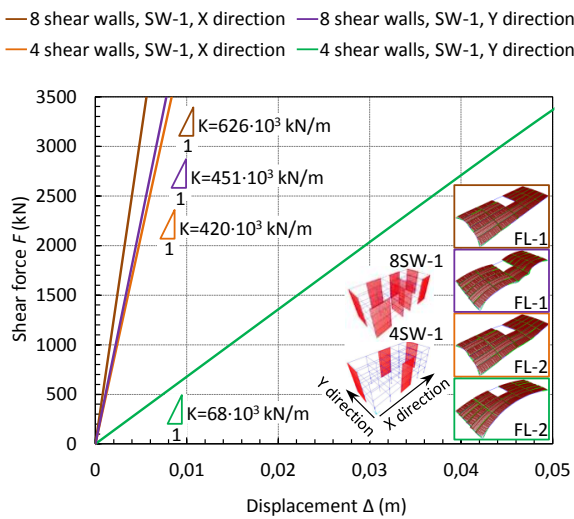 8 shear walls, SW-1, X direction
8 shear walls, SW-1, Y direction
4 shear walls, SW-1, X direction
4 shear walls, SW-1, Y direction
Shear force F (kN)
3500
3000
2500
2000
1500
1000
500
0
K=626·10³ kN/m
1
K=451·10³ kN/m
1
K=420·10³ kN/m
1
K=68·10³ kN/m
1
8SW-1
4SW-1
Y direction
X direction
FL-1
FL-1
FL-2
FL-2
0
0,01
0,02
0,03
0,04
0,05
Displacement Δ (m)